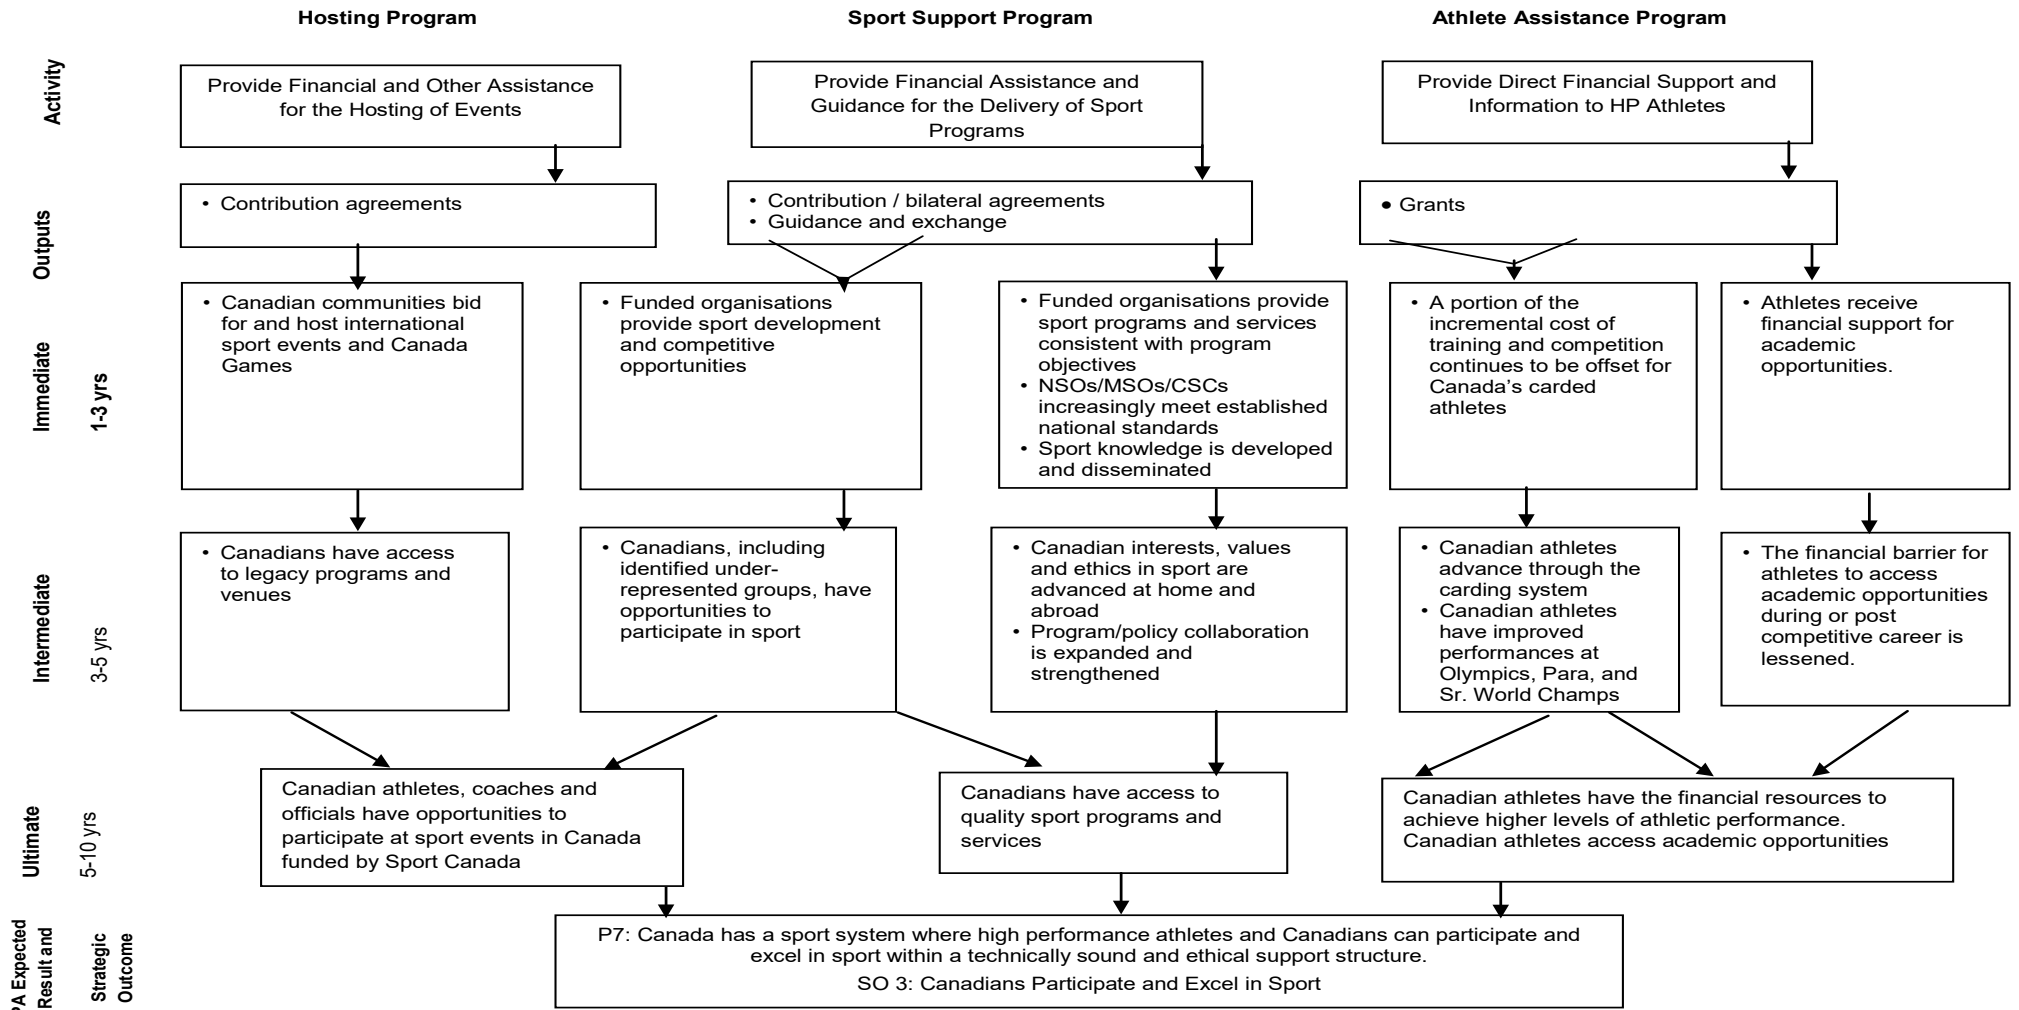 Hosting Program
Sport Support Program
Athlete Assistance Program
Activity
Provide Financial and Other Assistance
for the Hosting of Events
Provide Financial Assistance and
Guidance for the Delivery of Sport
Programs
Provide Direct Financial Support and
Information to HP Athletes
Outputs
• Contribution agreements
• Contribution / bilateral agreements
• Guidance and exchange
• Grants
Immediate
1-3 yrs
• Canadian communities bid
for and host international
sport events and Canada
Games
• Funded organisations
provide sport development
and competitive
opportunities
• Funded organisations provide
sport programs and services
consistent with program
objectives
• NSOs/MSOs/CSCs
increasingly meet established
national standards
• Sport knowledge is developed
and disseminated
• A portion of the
incremental cost of
training and competition
continues to be offset for
Canada's carded
athletes
• Athletes receive
financial support for
academic
opportunities.
Intermediate
3-5 yrs
• Canadians have access
to legacy programs and
venues
• Canadians, including
identified under-
represented groups, have
opportunities to
participate in sport
• Canadian interests, values
and ethics in sport are
advanced at home and
abroad
• Program/policy collaboration
is expanded and
strengthened
• Canadian athletes
advance through the
carding system
• Canadian athletes
have improved
performances at
Olympics, Para, and
Sr. World Champs
• The financial barrier for
athletes to access
academic opportunities
during or post
competitive career is
lessened.
Ultimate
5-10 yrs
Canadian athletes, coaches and
officials have opportunities to
participate at sport events in Canada
funded by Sport Canada
Canadians have access to
quality sport programs and
services
Canadian athletes have the financial resources to
achieve higher levels of athletic performance.
Canadian athletes access academic opportunities
PA Expected
Result and
Strategic
Outcome
P7: Canada has a sport system where high performance athletes and Canadians can participate and
excel in sport within a technically sound and ethical support structure.
SO 3: Canadians Participate and Excel in Sport